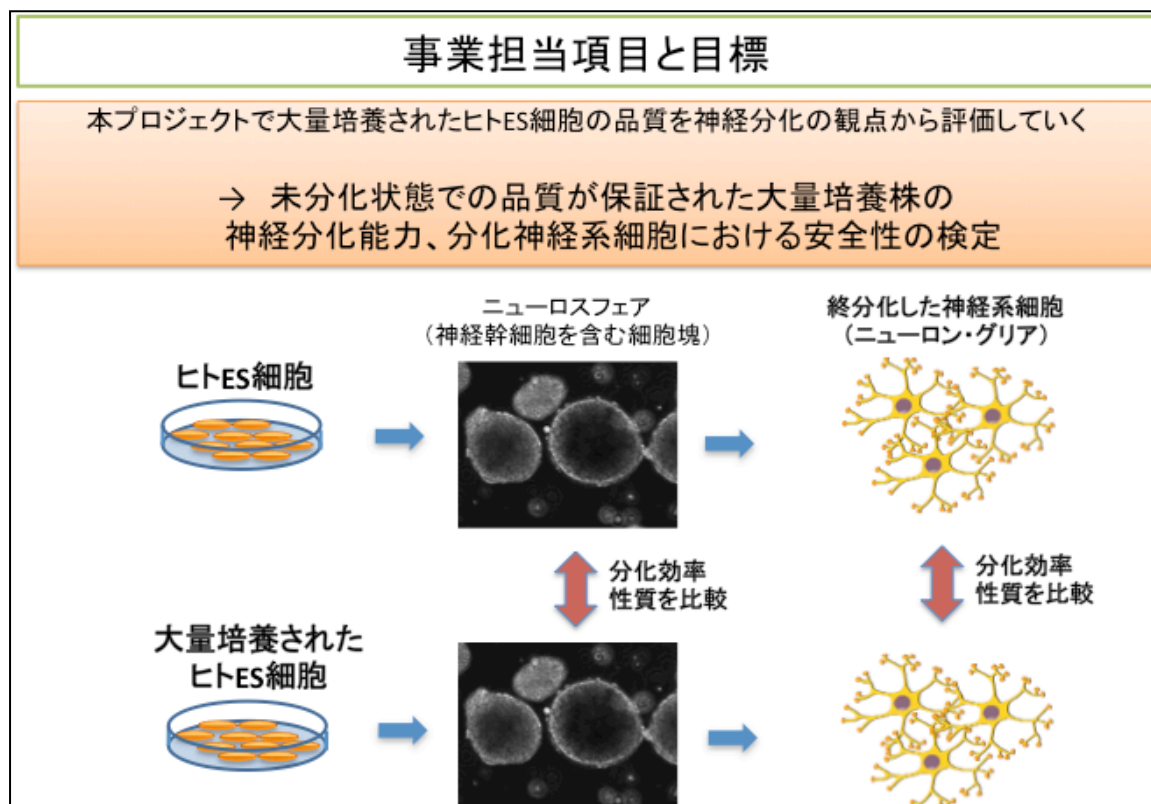 事業担当項目と目標
本プロジェクトで大量培養されたヒトES細胞の品質を神経分化の観点から評価していく
→ 未分化状態での品質が保証された大量培養株の
神経分化能力、分化神経系細胞における安全性の検定
ニューロスフェア
（神経幹細胞を含む細胞塊）
終分化した神経系細胞
（ニューロン・グリア）
ヒトES細胞
分化効率
性質を比較
分化効率
性質を比較
大量培養された
ヒトES細胞